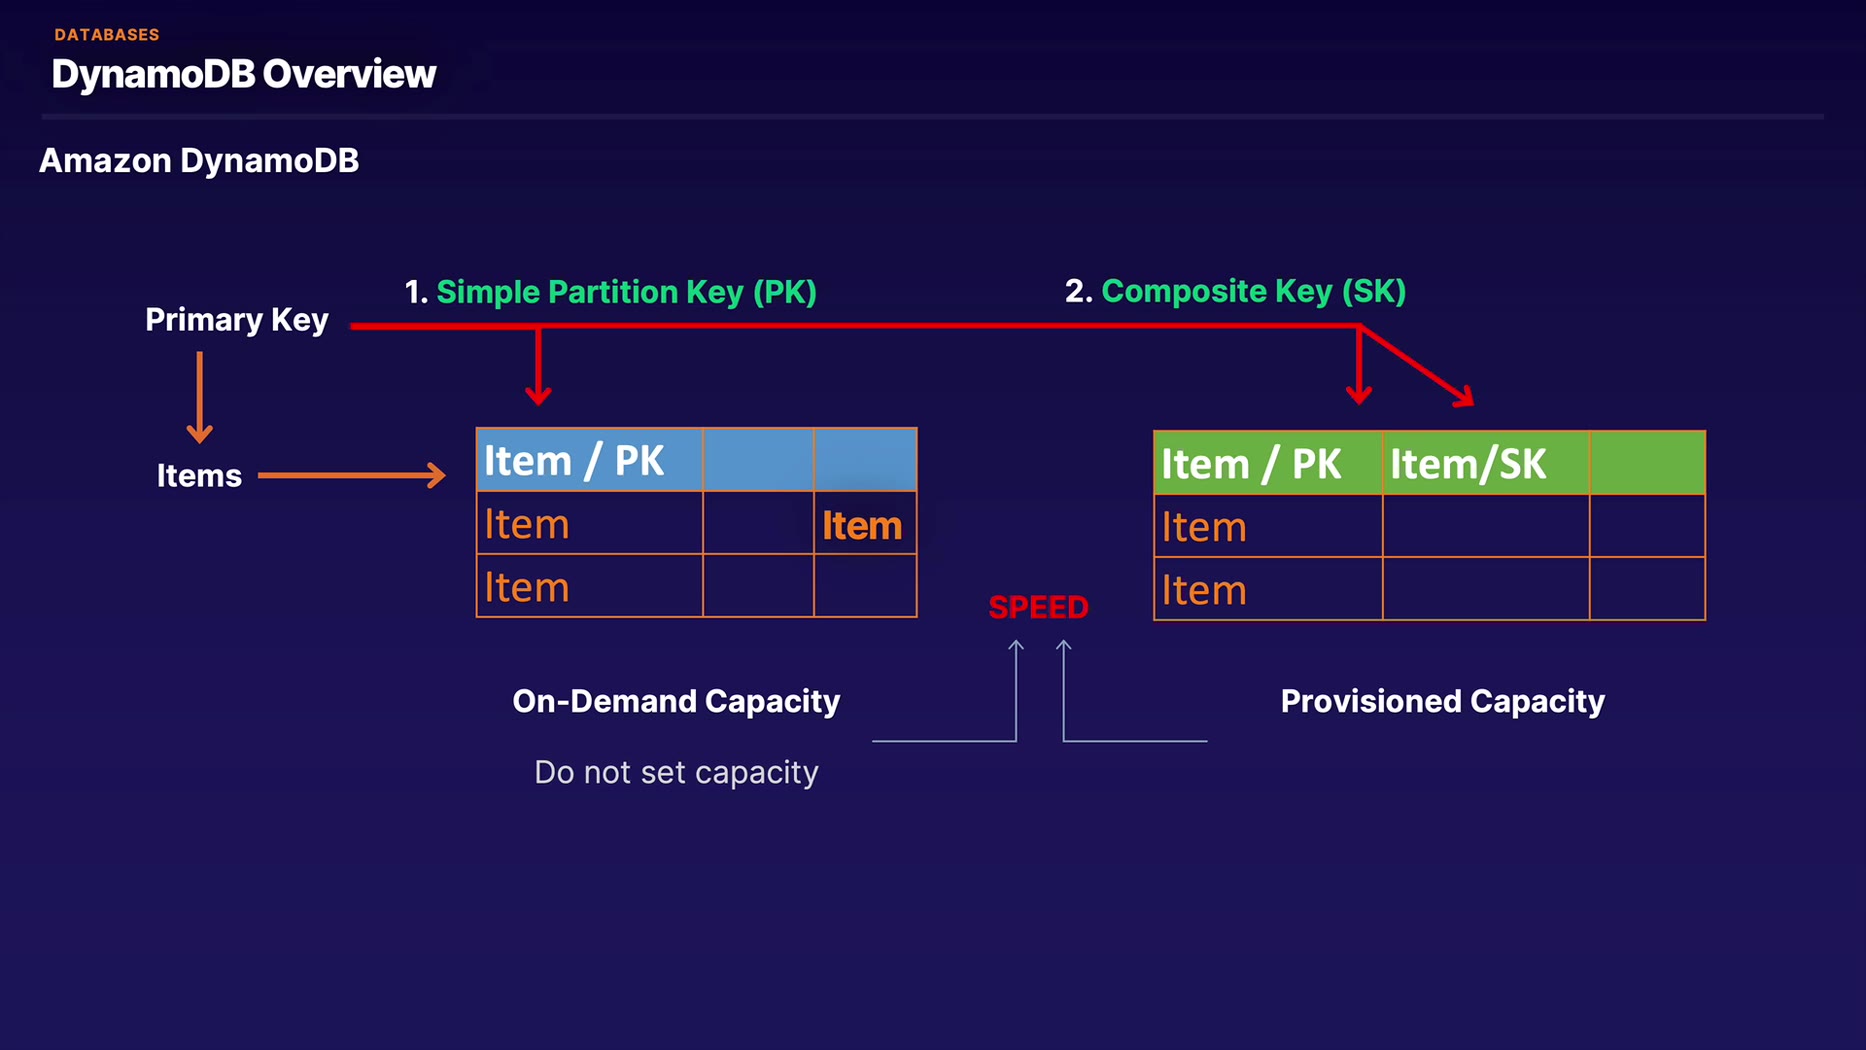 DATABASES
DynamoDB Overview
Amazon DynamoDB
1. Simple Partition Key (PK)
2. Composite Key (SK)
Primary Key
Items
Item / PK
Item
Item
Item
Item / PK
Item/SK
Item
Item
SPEED
On-Demand Capacity
Provisioned Capacity
Do not set capacity